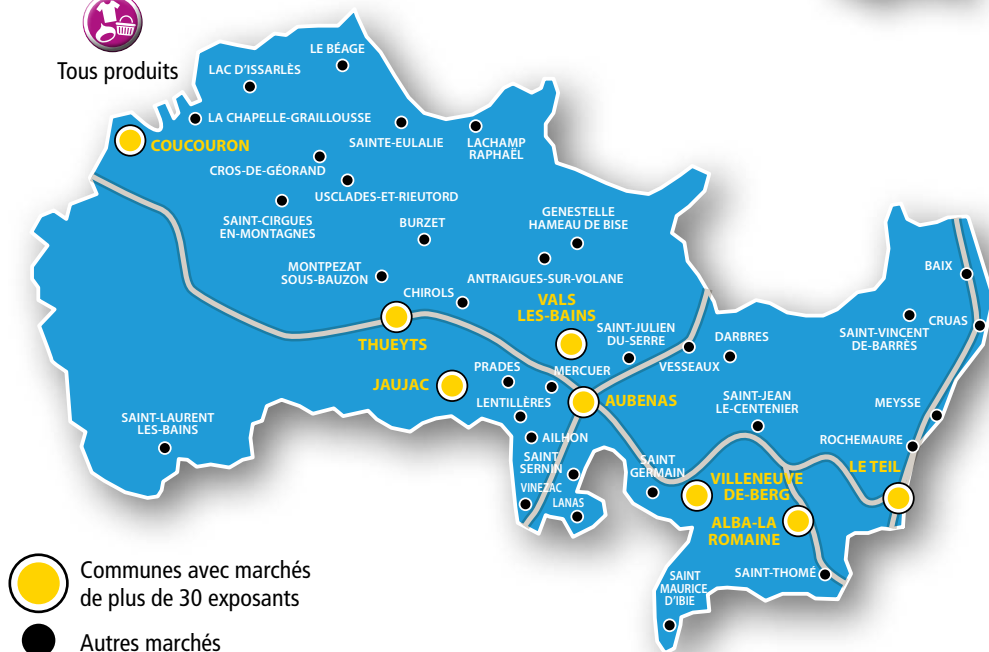 Tous produits
LE BÉAGE
LAC D'ISSARLÈS
LA CHAPELLE-GRAILLOUSSE
COUCOURON
SAINTE-EULALIE
LACHAMP
RAPHAËL
CROS-DE-GÉORAND
USCLADES-ET-RIEUTORD
SAINT-CIRGUES
EN-MONTAGNES
BURZET
GENESTELLE
HAMEAU DE BISE
MONTPEZAT
SOUS-BAUZON
ANTRAIGUES-SUR-VOLANE
CHIROLS
VALS
LES-BAINS
THUEYTS
SAINT-JULIEN
DU-SERRE
VESSEAUX
DARBRES
BAIX
CRUAS
SAINT-VINCENT
DE-BARRÈS
JAUJAC
PRADES
MERCUER
LENTILLÈRES
AUBENAS
SAINT-JEAN
LE-CENTENIER
MEYSSE
SAINT-LAURENT
LES-BAINS
AILHON
ROCHEMAURE
SAINT
SERNIN
SAINT
GERMAIN
LE TEIL
VINEZAC
LANAS
VILLENEUVE
DE-BERG
ALBA-LA
ROMAINE
SAINT
MAURICE
D'IBIE
SAINT-THOMÉ
Communes avec marchés
de plus de 30 exposants
Autres marchés